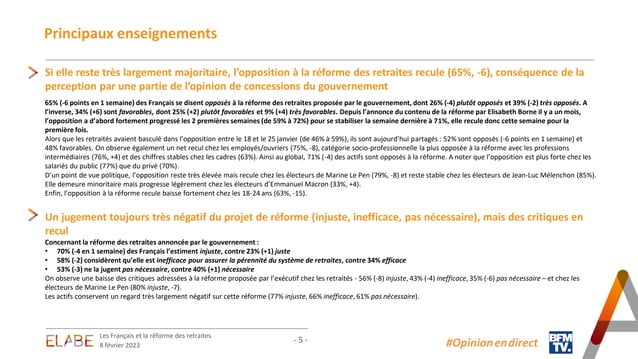 Principaux enseignements
Si elle reste très largement majoritaire, l'opposition à la réforme des retraites recule (65%, -6), conséquence de la
perception par une partie de l'opinion de concessions du gouvernement
65% (-6 points en 1 semaine) des Français se disent opposés à la réforme des retraites proposée par le gouvernement, dont 26% (-4) plutôt opposés et 39% (-2) très opposés. A
l'inverse, 34% (+6) sont favorables, dont 25% (+2) plutôt favorables et 9% (+4) très favorables. Depuis l'annonce du contenu de la réforme par Elisabeth Borne il y a un mois,
l'opposition a d'abord fortement progressé les 2 premières semaines (de 59% à 72%) pour se stabiliser la semaine dernière à 71%, elle recule donc cette semaine pour la
première fois.
Alors que les retraités avaient basculé dans l'opposition entre le 18 et le 25 janvier (de 46% à 59%), ils sont aujourd'hui partagés : 52% sont opposés (-6 points en 1 semaine) et
48% favorables. On observe également un net recul chez les employés/ouvriers (75%, -8), catégorie socio-professionnelle la plus opposée à la réforme avec les professions
intermédiaires (76%, +4) et des chiffres stables chez les cadres (63%). Ainsi au global, 71% (-4) des actifs sont opposés à la réforme. A noter que l'opposition est plus forte chez les
salariés du public (77%) que du privé (70%).
D'un point de vue politique, l'opposition reste très élevée mais recule chez les électeurs de Marine Le Pen (79%, -8) et reste stable chez les électeurs de Jean-Luc Mélenchon (85%).
Elle demeure minoritaire mais progresse légèrement chez les électeurs d'Emmanuel Macron (33%, +4).
Enfin, l'opposition à la réforme recule baisse fortement chez les 18-24 ans (63%, -15).
Un jugement toujours très négatif du projet de réforme (injuste, inefficace, pas nécessaire), mais des critiques en
recul
Concernant la réforme des retraites annoncée par le gouvernement :
• 70% (-4 en 1 semaine) des Français l'estiment injuste, contre 23% (+1) juste
• 58% (-2) considèrent qu'elle est inefficace pour assurer la pérennité du système de retraites, contre 34% efficace
• 53% (-3) ne la jugent pas nécessaire, contre 40% (+1) nécessaire
On observe une baisse des critiques adressées à la réforme proposée par l'exécutif chez les retraités - 56% (-8) injuste, 43% (-4) inefficace, 35% (-6) pas nécessaire – et chez les
électeurs de Marine Le Pen (80% injuste, -7).
Les actifs conservent un regard très largement négatif sur cette réforme (77% injuste, 66% inefficace, 61% pas nécessaire).
ELABE
Les Français et la réforme des retraites
8 février 2023
- 5 -
#Opinion en direct
BFM
TV.